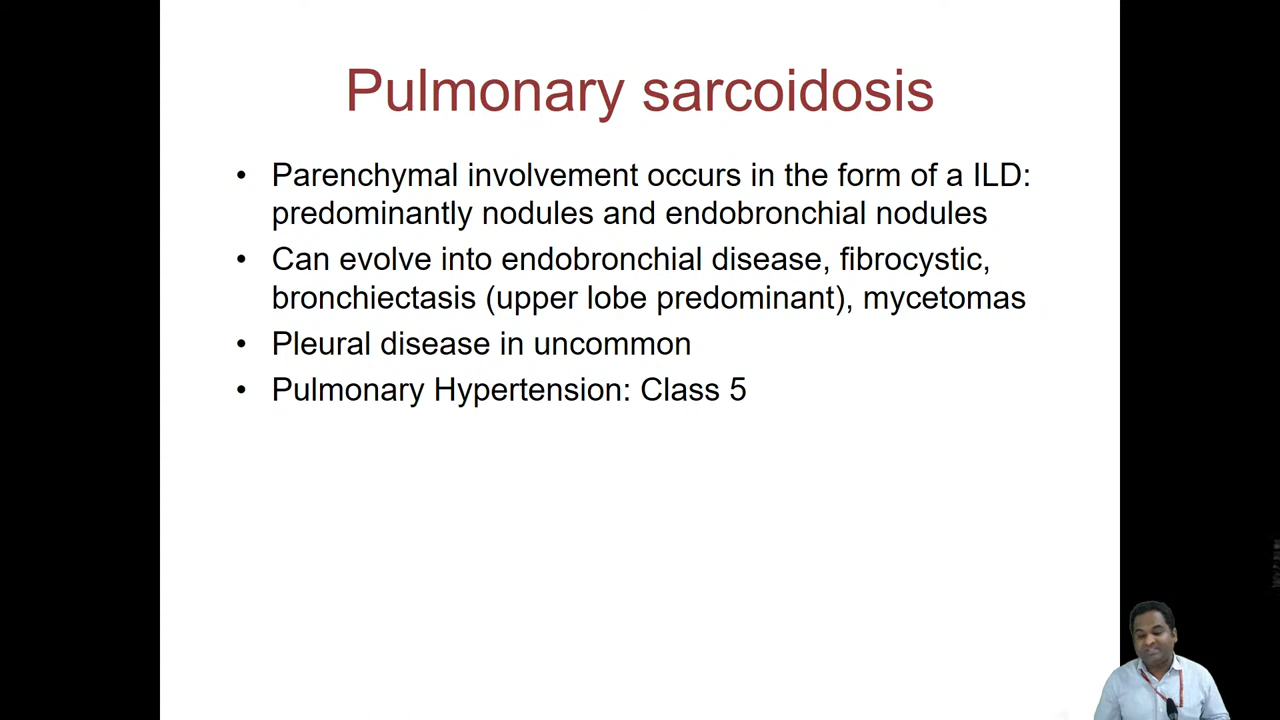 Pulmonary sarcoidosis
• Parenchymal involvement occurs in the form of a ILD:
predominantly nodules and endobronchial nodules
• Can evolve into endobronchial disease, fibrocystic,
bronchiectasis (upper lobe predominant), mycetomas
• Pleural disease in uncommon
• Pulmonary Hypertension: Class 5